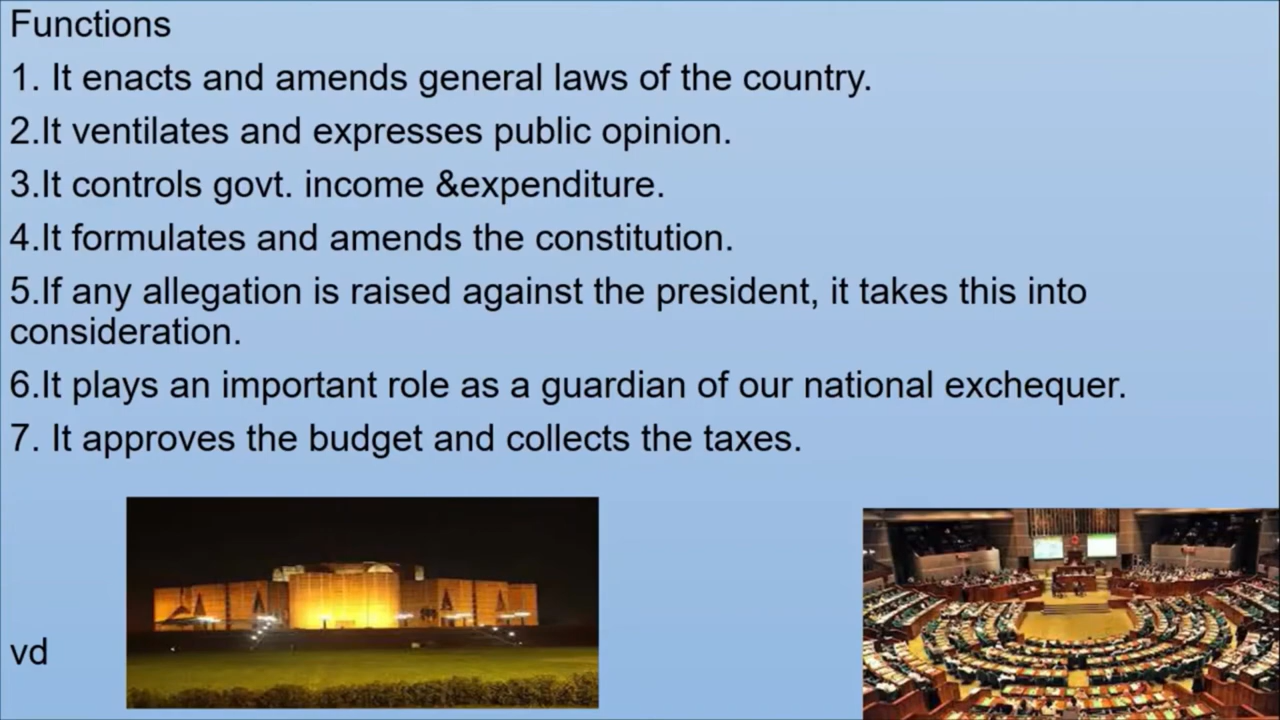 Functions
1. It enacts and amends general laws of the country.
2.It ventilates and expresses public opinion.
3.It controls govt. income &expenditure.
4.It formulates and amends the constitution.
5.If any allegation is raised against the president, it takes this into
consideration.
6.It plays an important role as a guardian of our national exchequer.
7. It approves the budget and collects the taxes.
vd